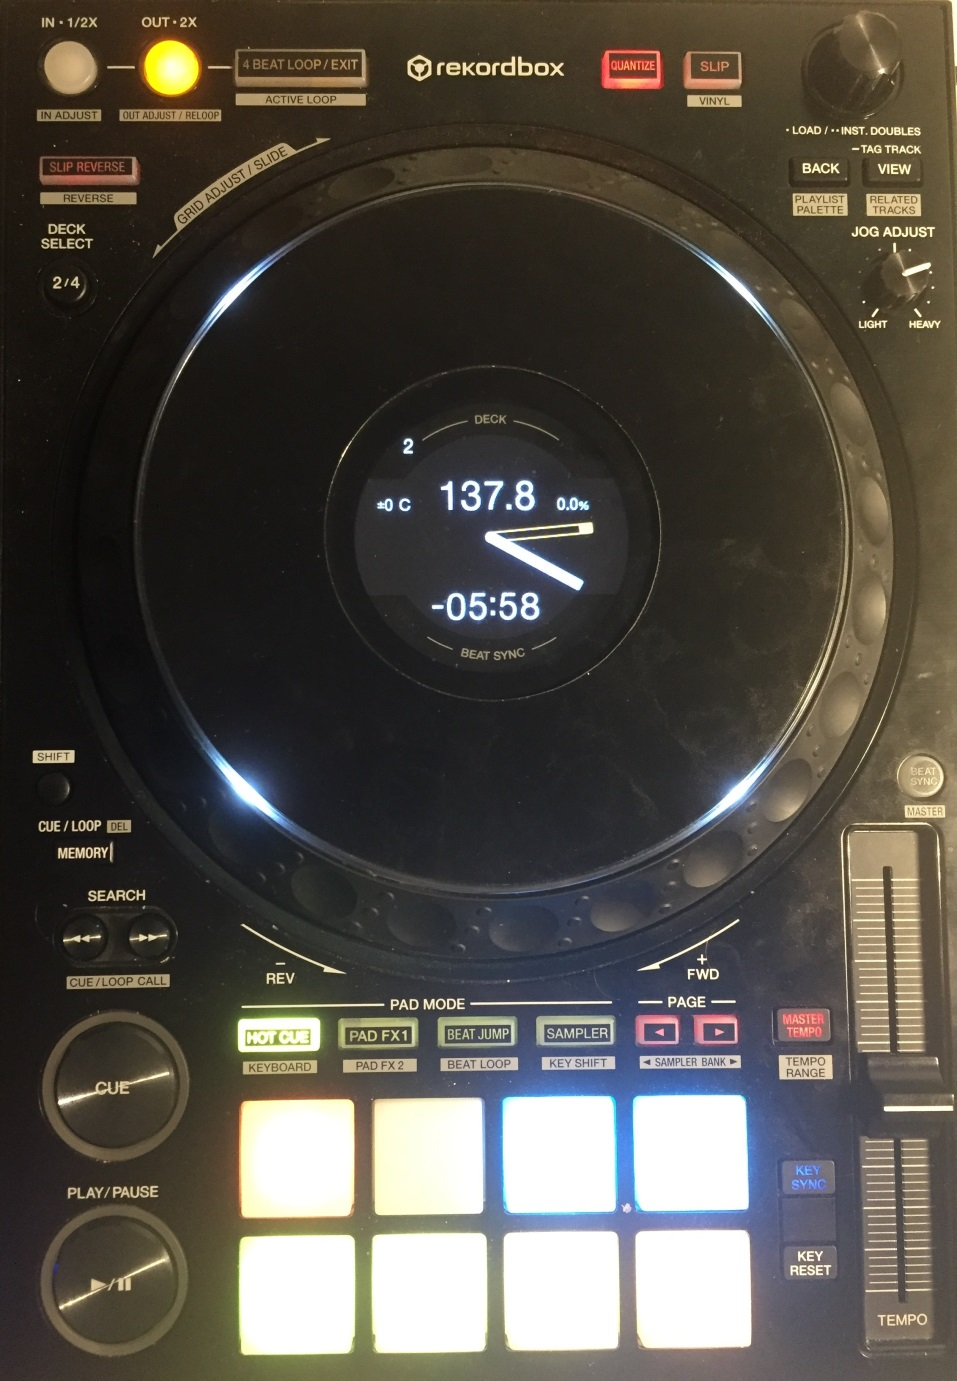 IN • 1/2X
OUT • 2X
4 BEAT LOOP / EXIT
rekordbox
QUANTIZE
SLIP
IN ADJUST
OUT ADJUST / RELOOP
ACTIVE LOOP
VINYL
• LOAD / •• INST. DOUBLES
— TAG TRACK
SLIP REVERSE
REVERSE
GRID ADJUST / SLIDE
BACK
VIEW
PLAYLIST
PALETTE
RELATED
TRACKS
DECK
SELECT
2/4
JOG ADJUST
LIGHT
HEAVY
DECK
2
±0 C
137.8
0.0%
-05:58
BEAT SYNC
SHIFT
BEAT
SYNC
MASTER
CUE / LOOP DEL
MEMORY
SEARCH
◄◄
►►
CUE / LOOP CALL
−
REV
+
FWD
PAD MODE
PAGE
HOT CUE
PAD FX1
BEAT JUMP
SAMPLER
◄
►
KEYBOARD
PAD FX 2
BEAT LOOP
KEY SHIFT
◄ SAMPLER BANK ►
MASTER
TEMPO
TEMPO
RANGE
CUE
KEY
SYNC
PLAY/PAUSE
►/II
KEY
RESET
TEMPO